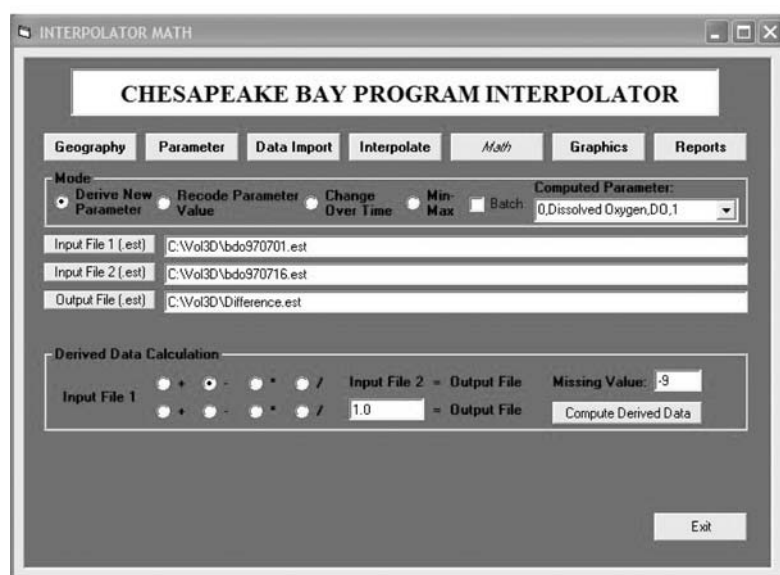 INTERPOLATOR MATH
CHESAPEAKE BAY PROGRAM INTERPOLATOR
Geography Parameter Data Import Interpolate Math Graphics Reports
Mode
Derive New Parameter Recode Parameter Value Change Over Time Min-Max Batch
Computed Parameter:
0,Dissolved Oxygen,DO,1
Input File 1 (.est) C:\Vol3D\bdo970701.est
Input File 2 (.est) C:\Vol3D\bdo970716.est
Output File (.est) C:\Vol3D\Difference.est
Derived Data Calculation
Input File 1
+ - * / Input File 2 = Output File Missing Value: -9
+ - * / 1.0 = Output File Compute Derived Data
Exit